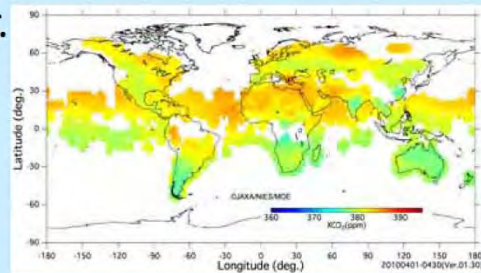 Latitude (deg.)
90
60
30
0
-30
-60
-90
©JAXA/NIES/MOE
360 370 380 390
XCO₂(ppm)
-180 -150 -120 -90 -60 -30 0 30 60 90 120 150 180
Longitude (deg.)
20100401-0430(Ver.01.30)